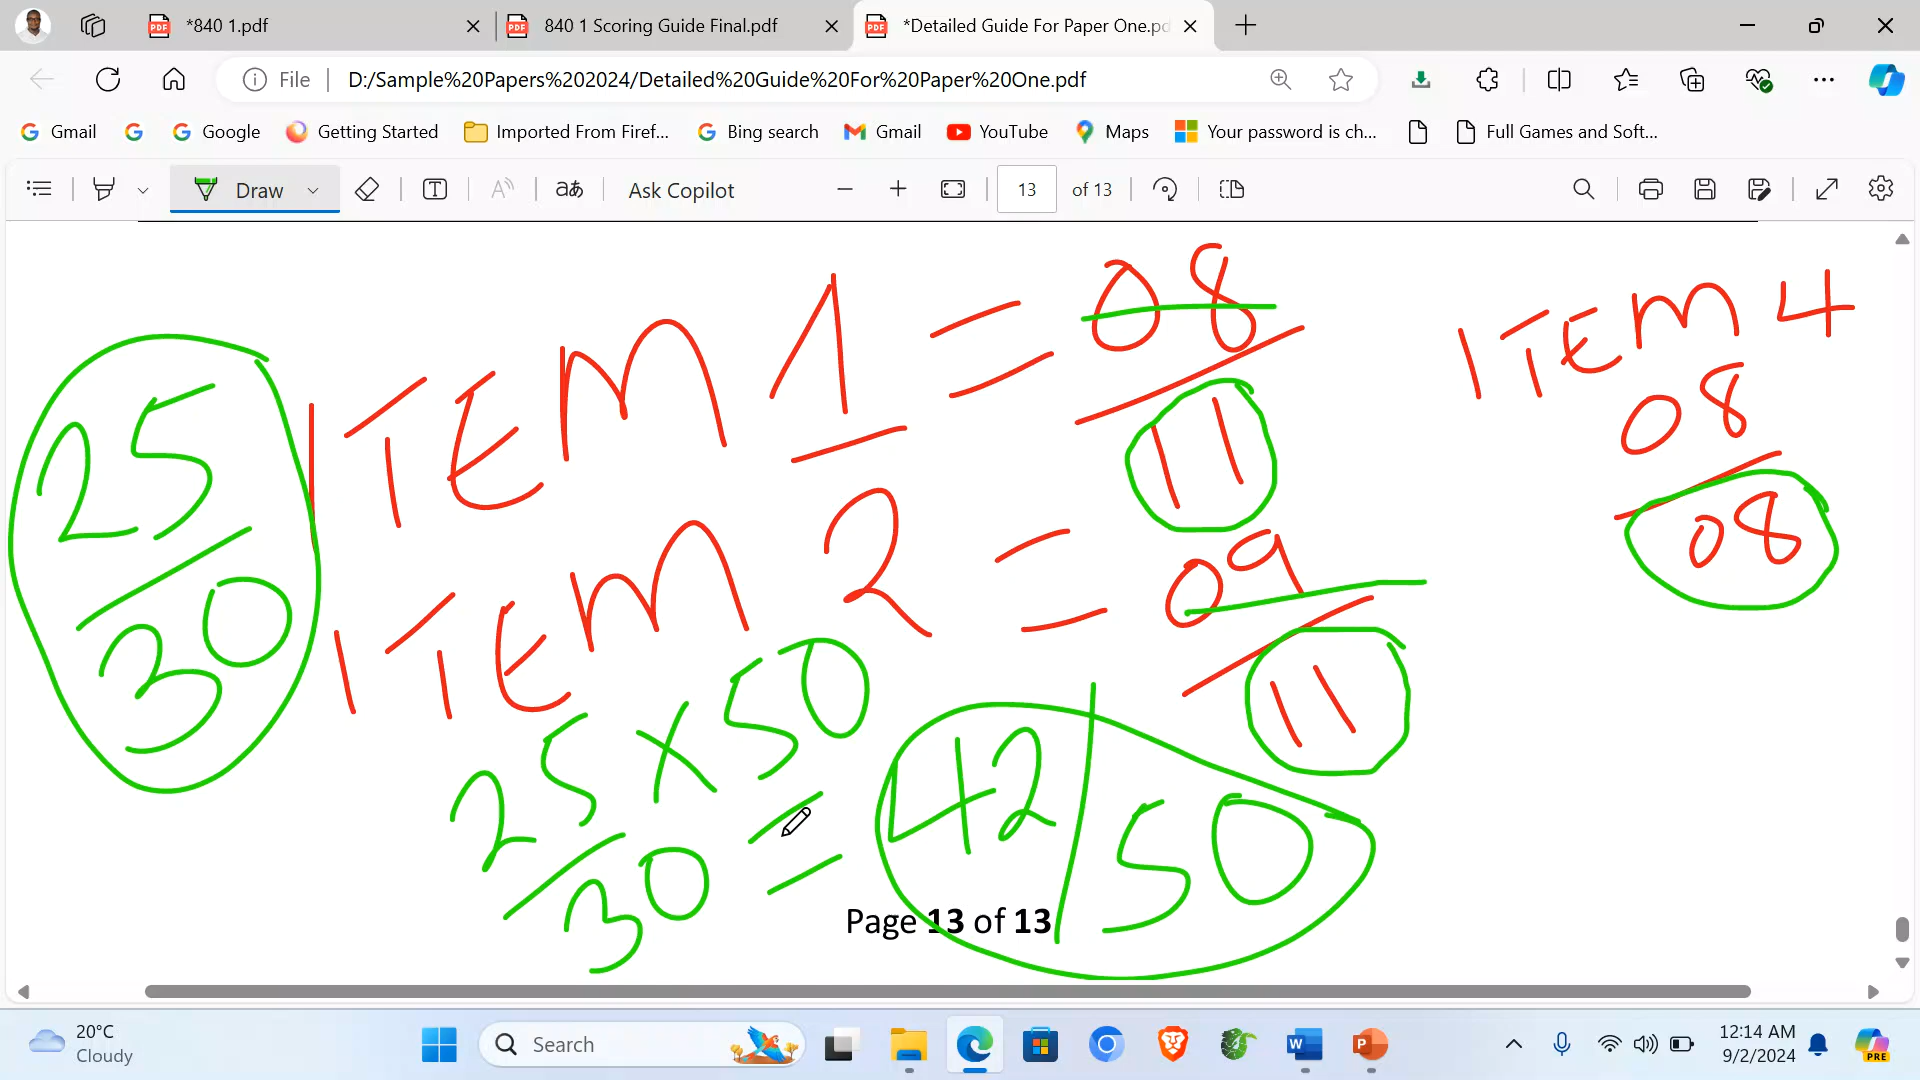 *840 1.pdf
840 1 Scoring Guide Final.pdf
*Detailed Guide For Paper One.pd
File
D:/Sample%20Papers%202024/Detailed%20Guide%20For%20Paper%20One.pdf
Gmail
Google
Getting Started
Imported From Firef...
Bing search
Gmail
YouTube
Maps
Your password is ch...
Full Games and Soft...
Draw
Ask Copilot
13
of 13
ITEM 1 = 08
11
ITEM 4
08
08
25
30
ITEM 2 = 09
11
25 x 50
30
= 42/50
Page 13 of 13
20°C
Cloudy
Search
12:14 AM
9/2/2024
PRE